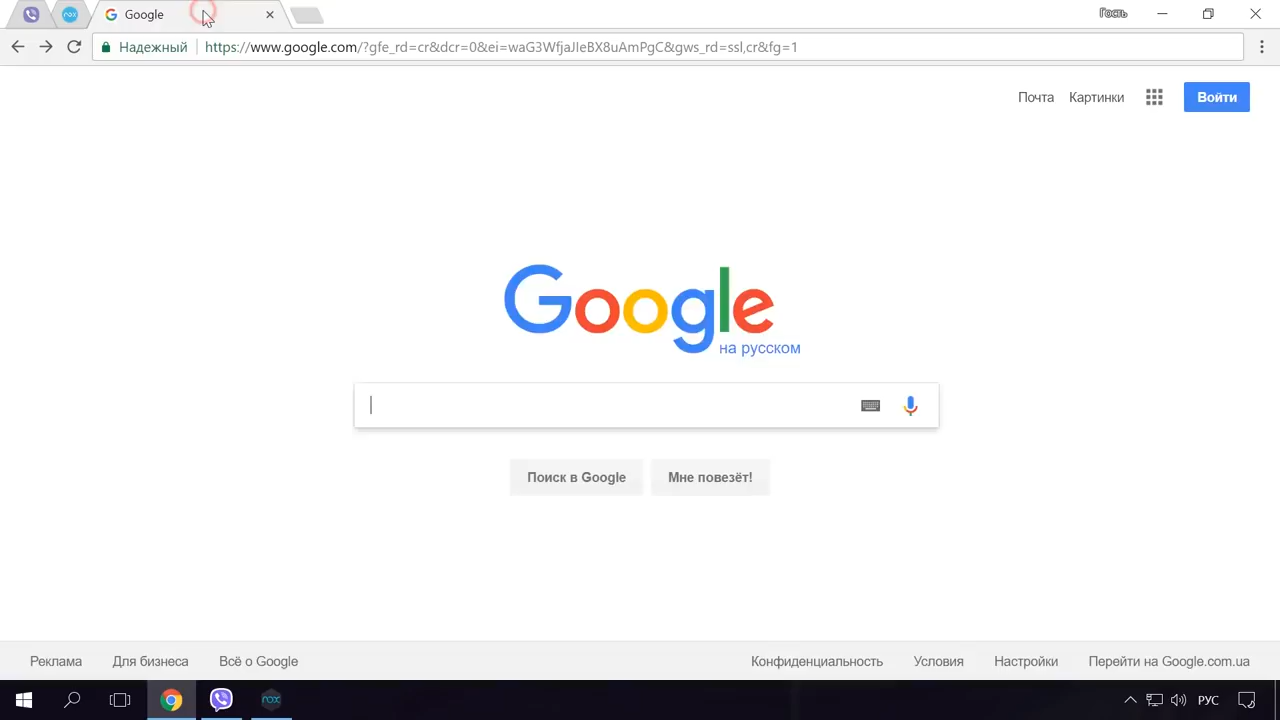 Google
Гость
Надежный
https://www.google.com/?gfe_rd=cr&dcr=0&ei=waG3WfjaJIeBX8uAmPgC&gws_rd=ssl,cr&fg=1
Почта
Картинки
Войти
Google
на русском
Поиск в Google
Мне повезёт!
Реклама
Для бизнеса
Всё о Google
Конфиденциальность
Условия
Настройки
Перейти на Google.com.ua
nox
РУС